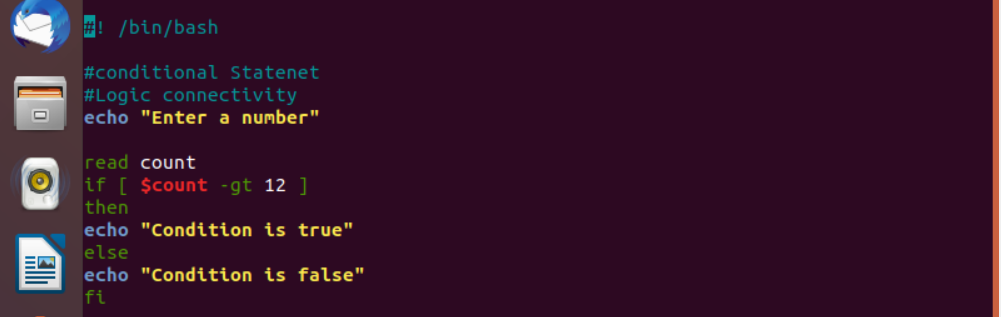 #! /bin/bash
#conditional Statenet
#Logic connectivity
echo "Enter a number"
read count
if [ $count -gt 12 ]
then
echo "Condition is true"
else
echo "Condition is false"
fi